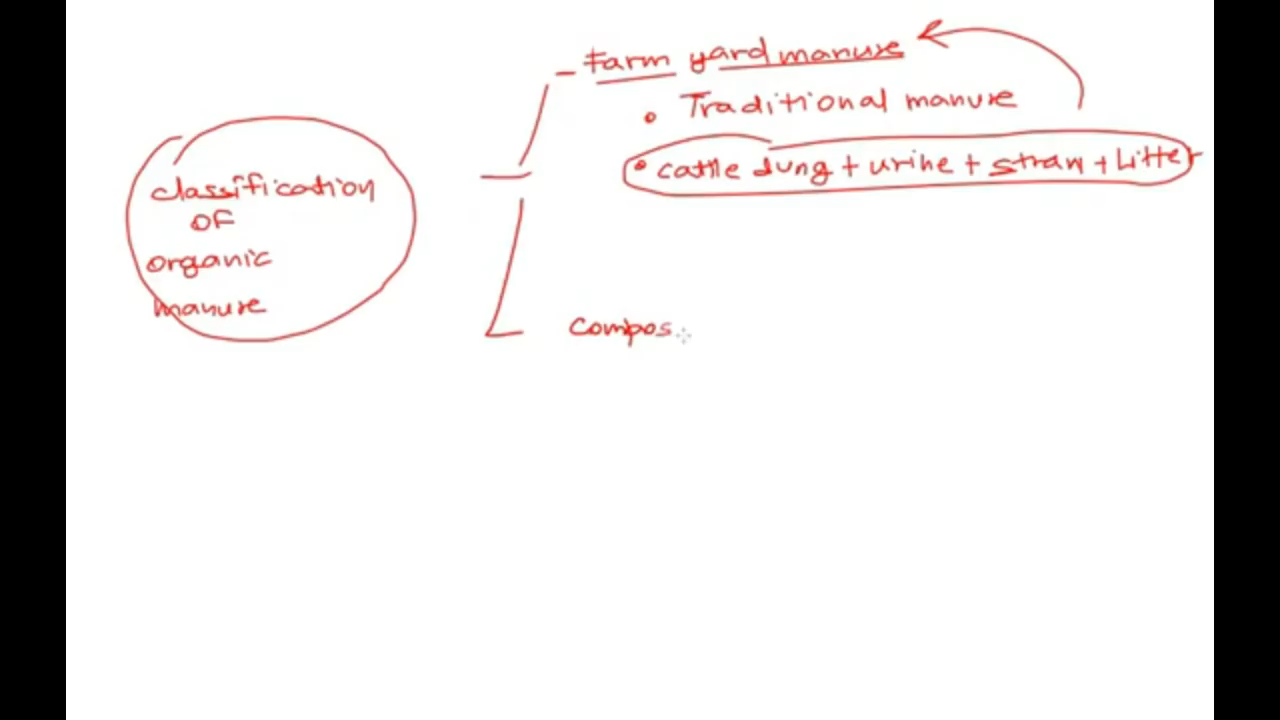 - Farm yard manure
• Traditional manure
• cattle dung + urine + straw + Litter
classification
OF
organic
manure
Compos